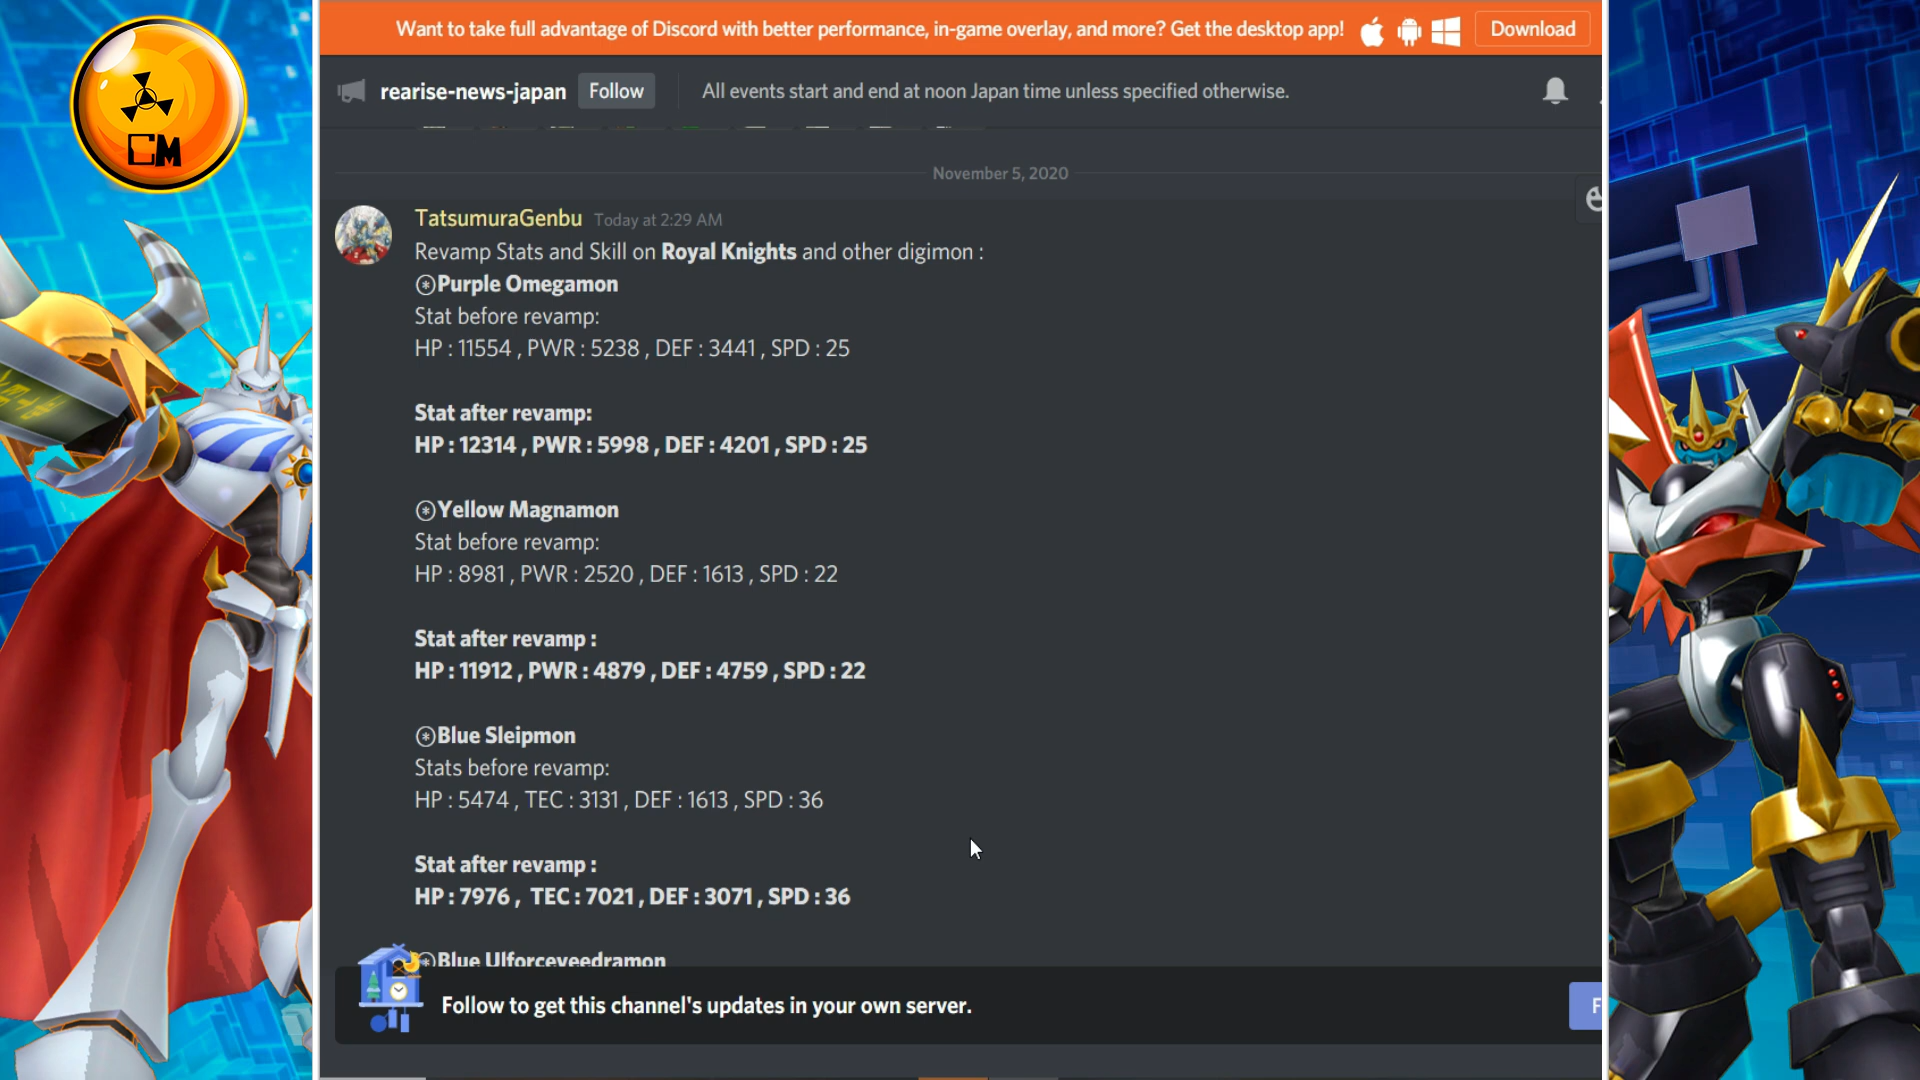 Want to take full advantage of Discord with better performance, in-game overlay, and more? Get the desktop app!
Download
CM
rearise-news-japan
Follow
All events start and end at noon Japan time unless specified otherwise.
November 5, 2020
TatsumuraGenbu Today at 2:29 AM
Revamp Stats and Skill on Royal Knights and other digimon :
⊛Purple Omegamon
Stat before revamp:
HP : 11554 , PWR : 5238 , DEF : 3441 , SPD : 25
Stat after revamp:
HP : 12314 , PWR : 5998 , DEF : 4201 , SPD : 25
⊛Yellow Magnamon
Stat before revamp:
HP : 8981 , PWR : 2520 , DEF : 1613 , SPD : 22
Stat after revamp :
HP : 11912 , PWR : 4879 , DEF : 4759 , SPD : 22
⊛Blue Sleipmon
Stats before revamp:
HP : 5474 , TEC : 3131 , DEF : 1613 , SPD : 36
Stat after revamp :
HP : 7976 , TEC : 7021 , DEF : 3071 , SPD : 36
⊛Blue Ulforceveedramon
Follow to get this channel's updates in your own server.
F